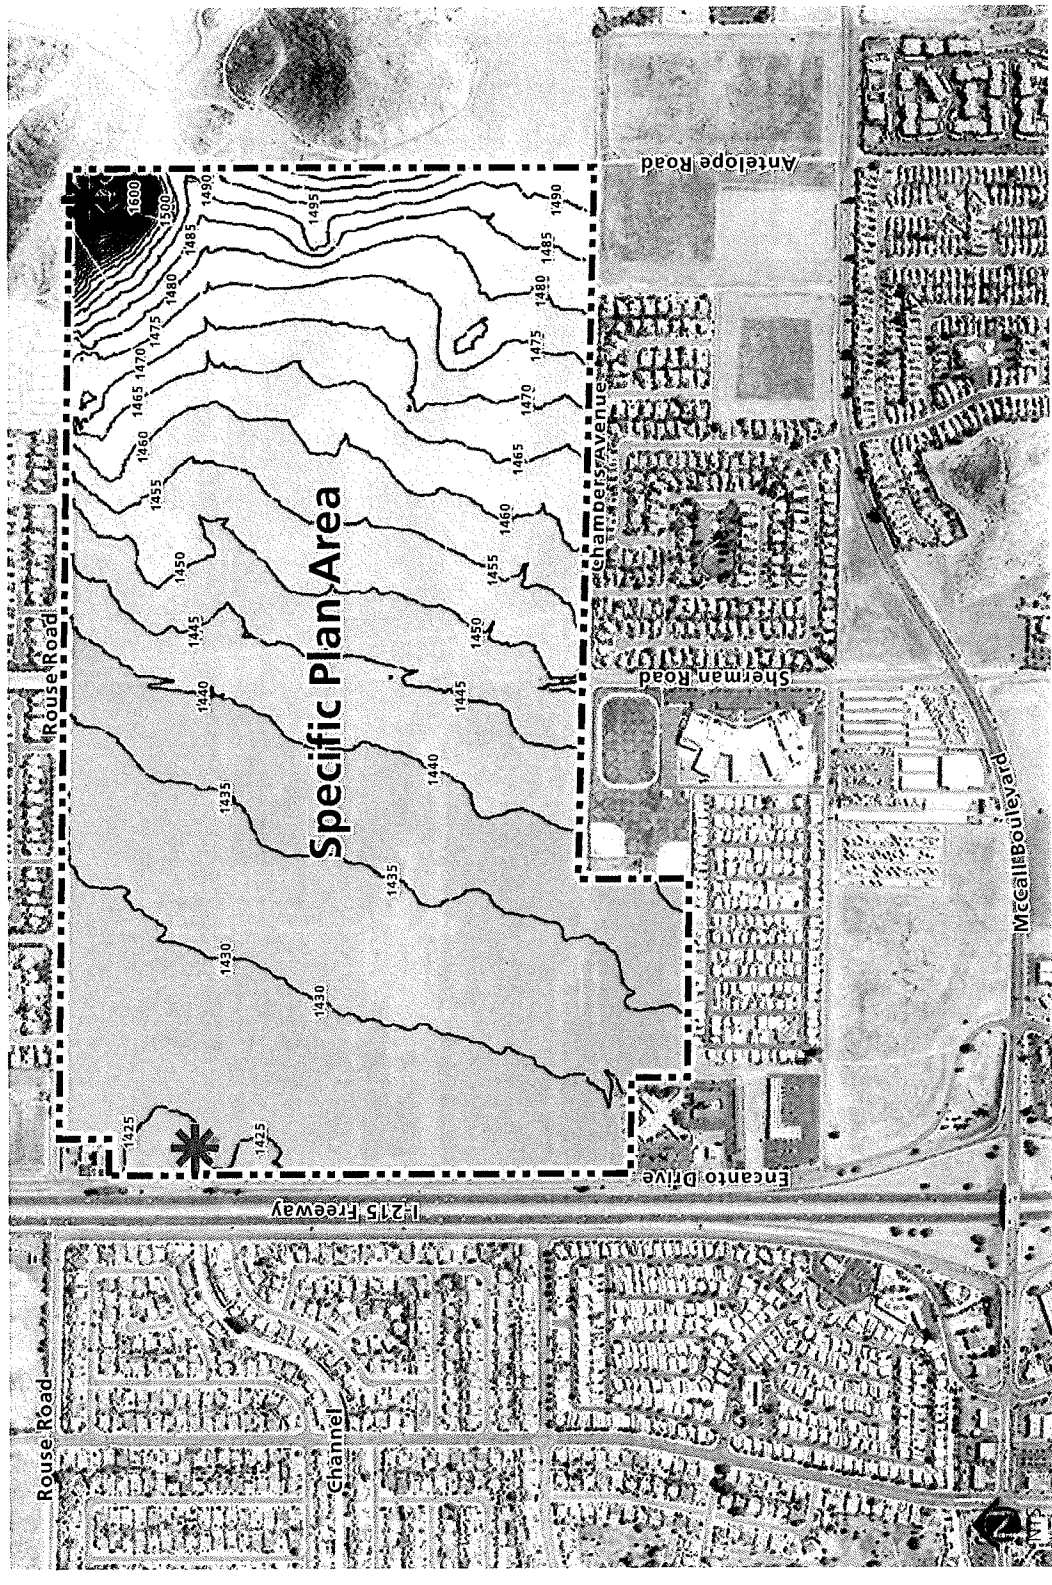 Rouse Road
Rouse Road
Channel
I-215 Freeway
Encanto Drive
Specific Plan Area
Chambers Avenue
Sherman Road
Antelope Road
McCall Boulevard
1425
1425
1430
1430
1435
1435
1440
1440
1445
1445
1450
1450
1455
1455
1460
1460
1465
1465
1470
1470
1475
1475
1480
1480
1485
1485
1490
1490
1495
1500
1600
N
NTS